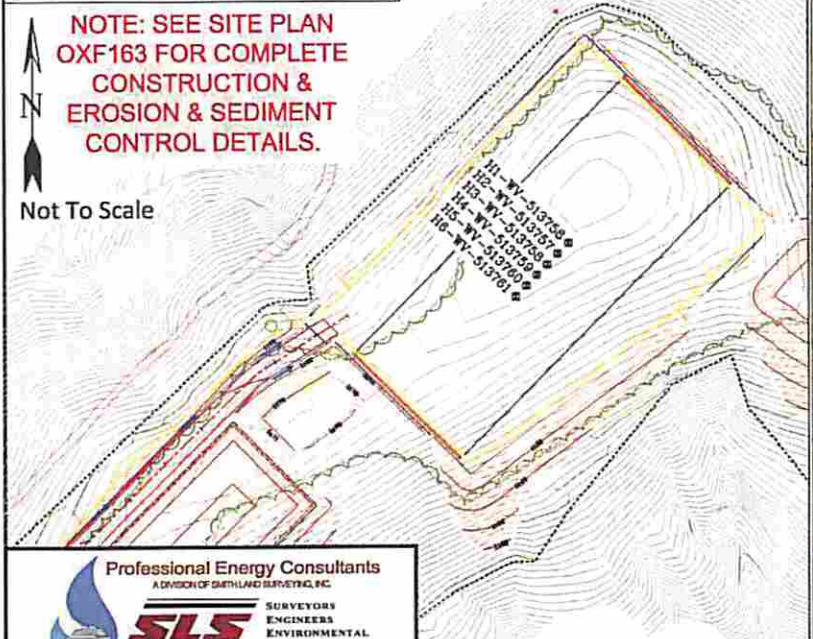 NOTE: SEE SITE PLAN
OXF163 FOR COMPLETE
CONSTRUCTION &
EROSION & SEDIMENT
CONTROL DETAILS.
N
Not To Scale
H1-WV-513758
H2-WV-513757
H3-WV-513738
H4-WV-513759
H5-WV-513760
H6-WV-513761
Professional Energy Consultants
A DIVISION OF SMITH LAND SURVEYING, INC.
SLS
SURVEYORS
ENGINEERS
ENVIRONMENTAL